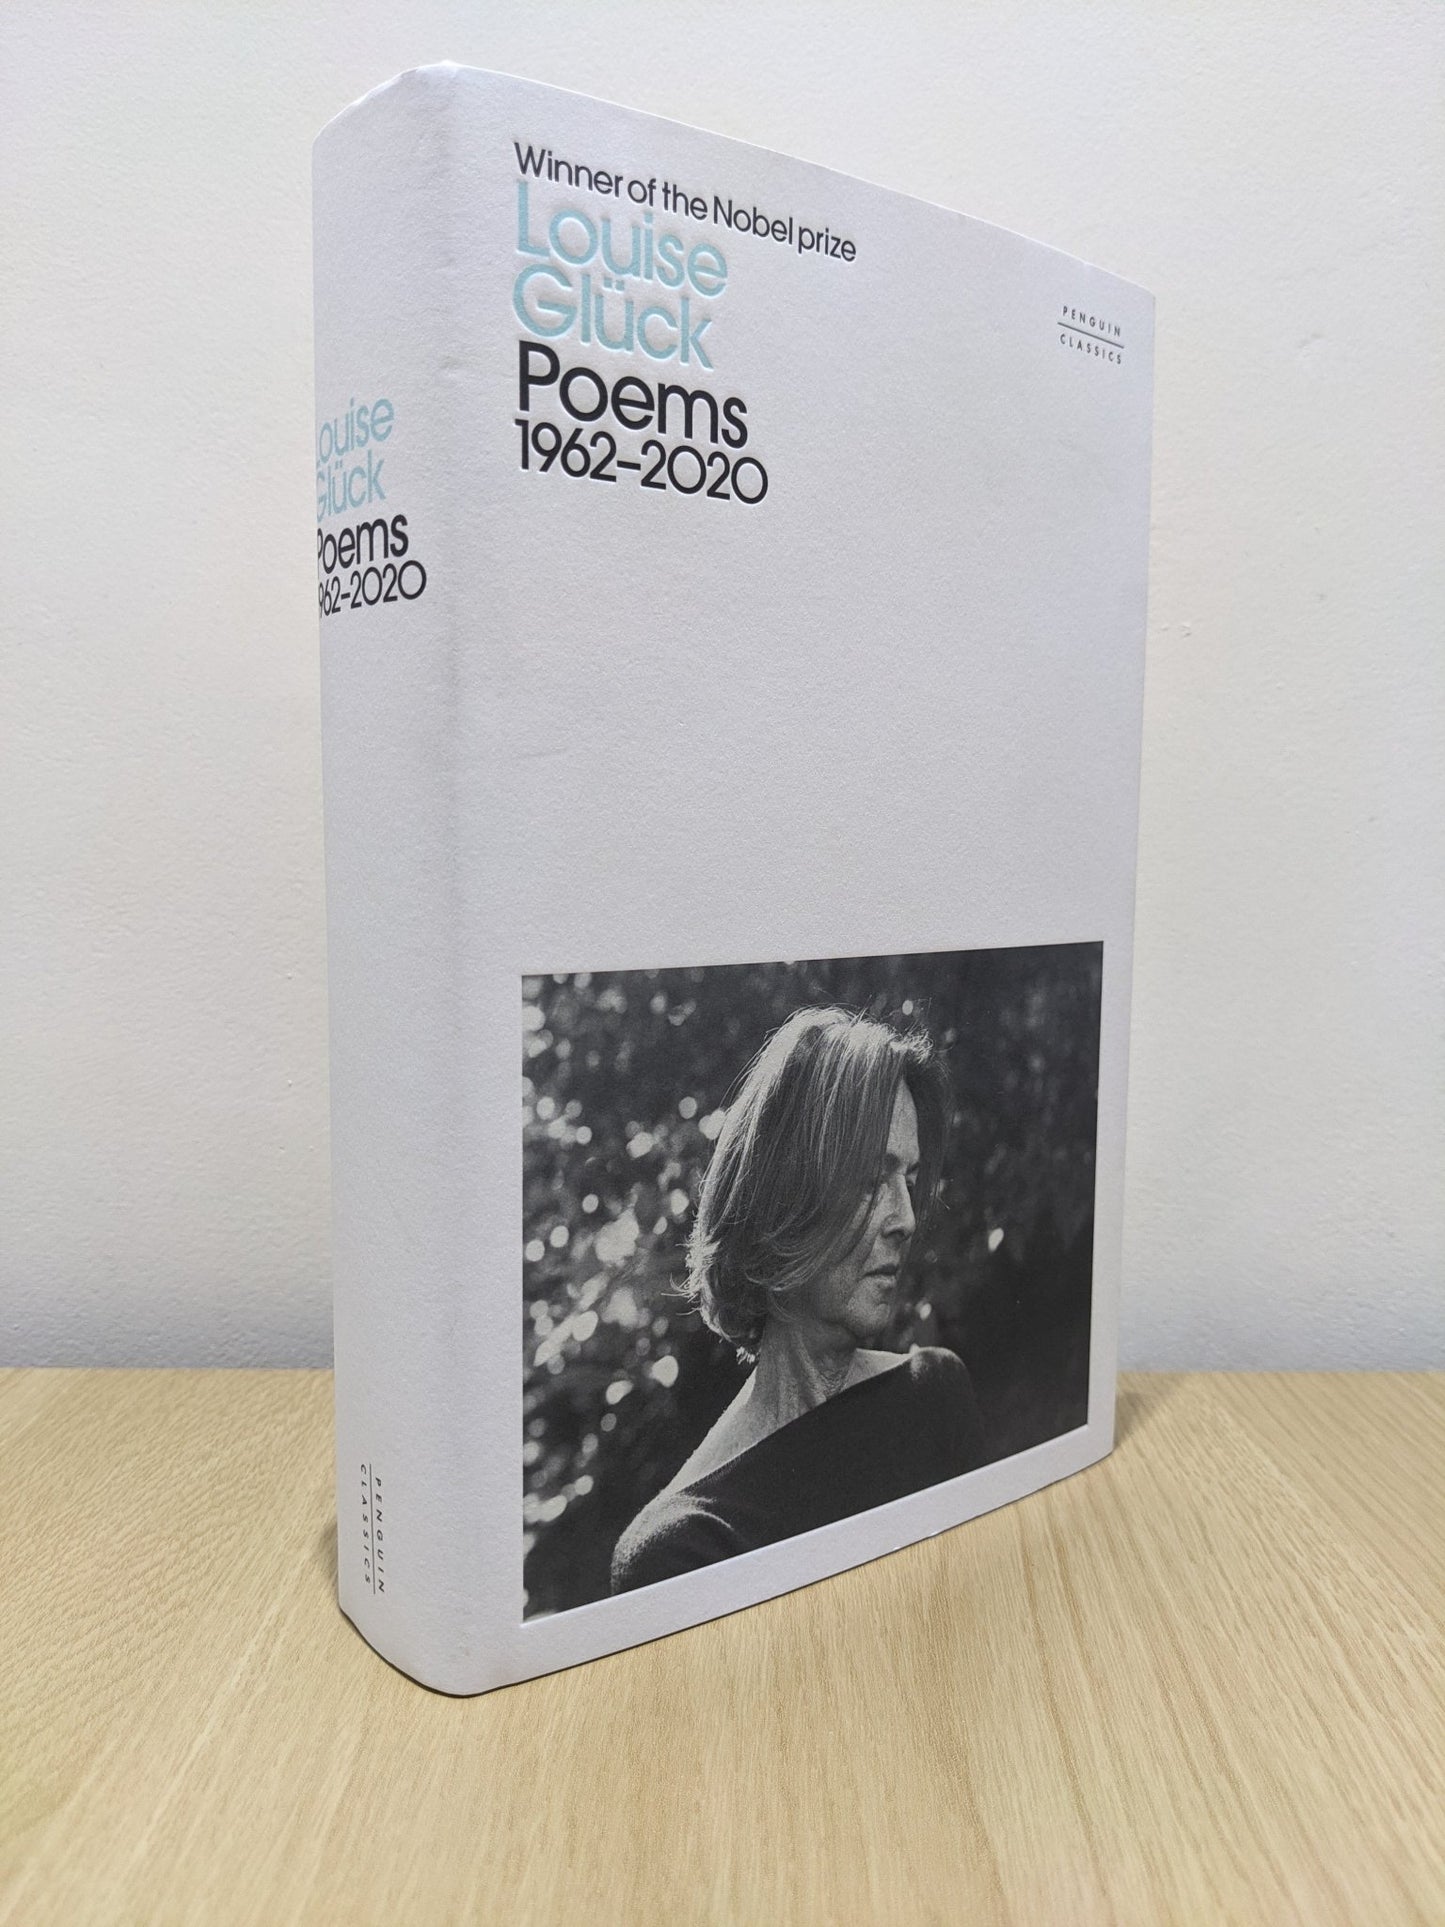 Winner of the Nobel prize
Louise
Glück
Poems
1962–2020
PENGUIN
CLASSICS
Louise
Glück
Poems
1962–2020
PENGUIN
CLASSICS